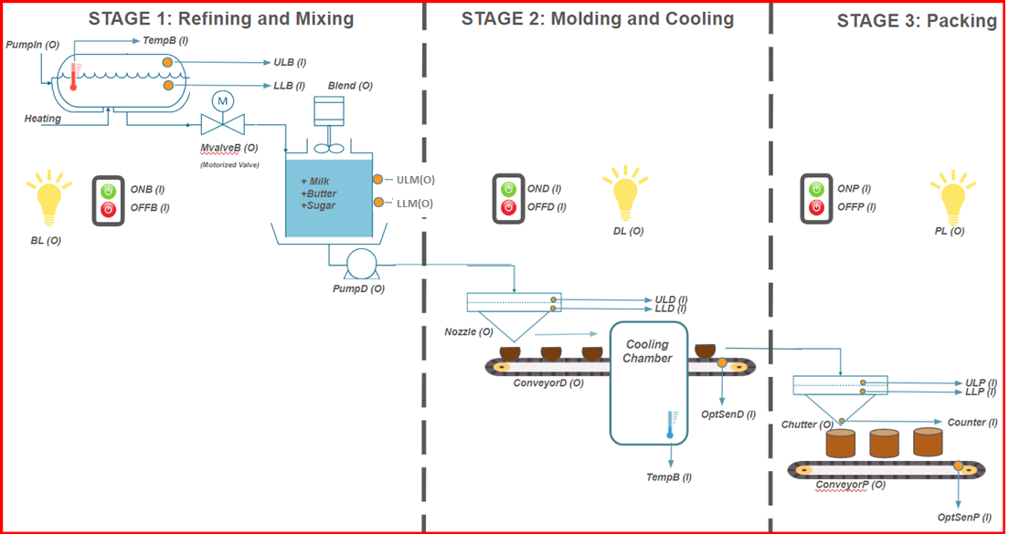 STAGE 1: Refining and Mixing
STAGE 2: Molding and Cooling
STAGE 3: Packing
PumpIn (O)
TempB (I)
ULB (I)
LLB (I)
Heating
M
MvalveB (O)
(Motorized Valve)
Blend (O)
+ Milk
+Butter
+Sugar
ULM(O)
LLM(O)
ONB (I)
OFFB (I)
BL (O)
PumpD (O)
OND (I)
OFFD (I)
DL (O)
ULD (I)
LLD (I)
Nozzle (O)
Cooling
Chamber
ConveyorD (O)
OptSenD (I)
TempB (I)
ONP (I)
OFFP (I)
PL (O)
ULP (I)
LLP (I)
Chutter (O)
Counter (I)
ConveyorP (O)
OptSenP (I)